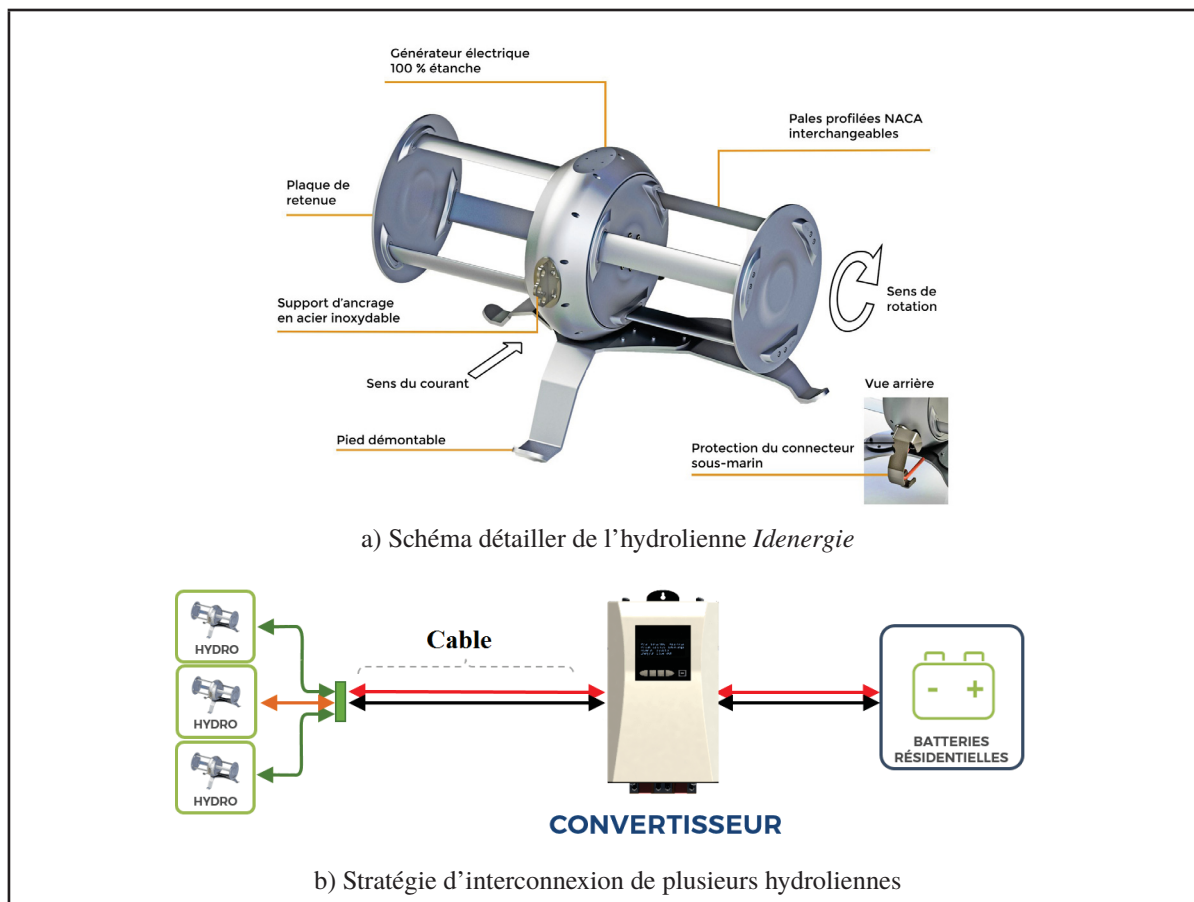 Générateur électrique
100 % étanche
Pales profilées NACA
interchangeables
Plaque de
retenue
Support d'ancrage
en acier inoxydable
Sens de
rotation
Sens du courant
Vue arrière
Pied démontable
Protection du connecteur
sous-marin
a) Schéma détailler de l'hydrolienne Idenergie
HYDRO
HYDRO
HYDRO
Cable
CONVERTISSEUR
BATTERIES
RÉSIDENTIELLES
b) Stratégie d'interconnexion de plusieurs hydroliennes